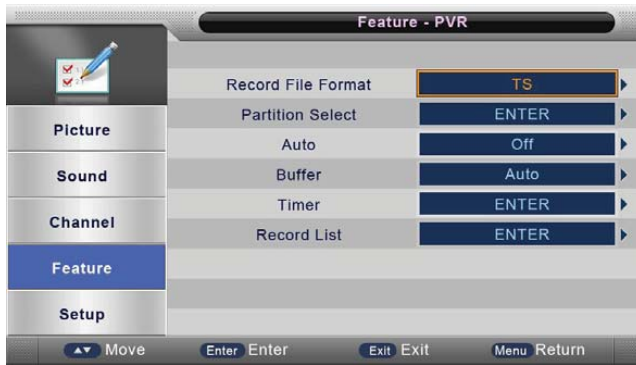 Feature - PVR
Record File Format TS
Partition Select ENTER
Auto Off
Buffer Auto
Timer ENTER
Record List ENTER
Picture
Sound
Channel
Feature
Setup
Move Enter Enter Exit Exit Menu Return